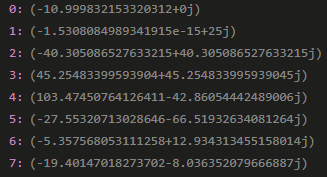 0: (-10.999832153320312+0j)
1: (-1.5308084989341915e-15+25j)
2: (-40.305086527633215+40.305086527633215j)
3: (45.25483399593904+45.254833995939045j)
4: (103.47450764126411-42.86054442489006j)
5: (-27.55320713028646-66.51932634081264j)
6: (-5.357568053111258+12.934313455158014j)
7: (-19.40147018273702-8.036352079666887j)